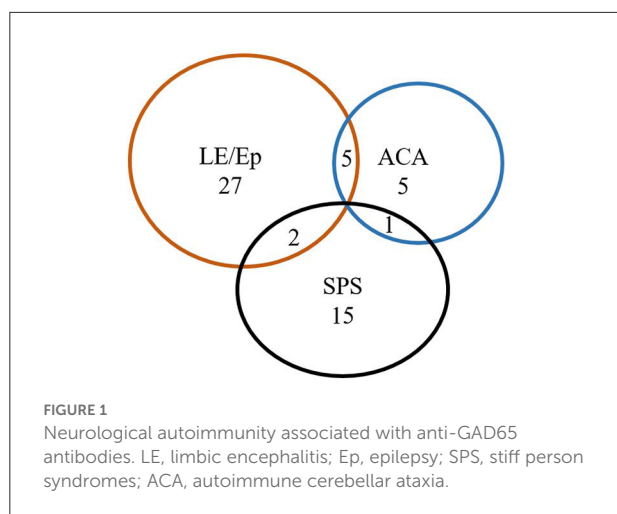 LE/Ep
27
5
ACA
5
2
1
SPS
15
FIGURE 1
Neurological autoimmunity associated with anti-GAD65
antibodies. LE, limbic encephalitis; Ep, epilepsy; SPS, stiff person
syndromes; ACA, autoimmune cerebellar ataxia.